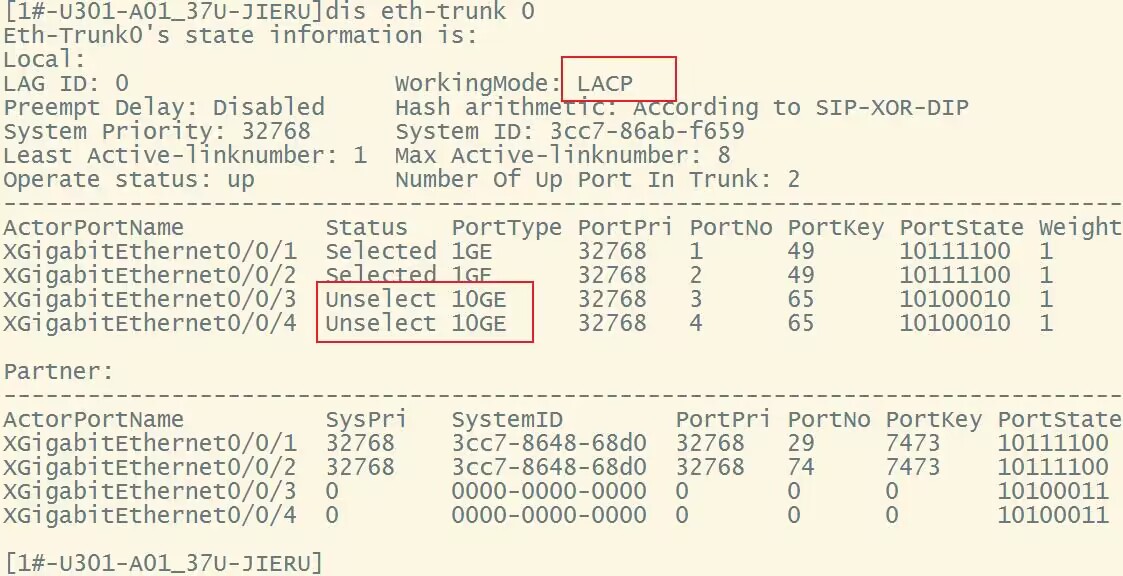 [1#-U301-A01_37U-JIERU]dis eth-trunk 0
Eth-Trunk0's state information is:
Local:
LAG ID: 0                   WorkingMode: LACP
Preempt Delay: Disabled     Hash arithmetic: According to SIP-XOR-DIP
System Priority: 32768      System ID: 3cc7-86ab-f659
Least Active-linknumber: 1  Max Active-linknumber: 8
Operate status: up          Number Of Up Port In Trunk: 2
--------------------------------------------------------------------------------
ActorPortName          Status   PortType PortPri PortNo PortKey PortState Weight
XGigabitEthernet0/0/1  Selected 1GE      32768   1      49      10111100  1
XGigabitEthernet0/0/2  Selected 1GE      32768   2      49      10111100  1
XGigabitEthernet0/0/3  Unselect 10GE     32768   3      65      10100010  1
XGigabitEthernet0/0/4  Unselect 10GE     32768   4      65      10100010  1
Partner:
--------------------------------------------------------------------------------
ActorPortName          SysPri   SystemID        PortPri PortNo PortKey PortState
XGigabitEthernet0/0/1  32768    3cc7-8648-68d0  32768   29     7473    10111100
XGigabitEthernet0/0/2  32768    3cc7-8648-68d0  32768   74     7473    10111100
XGigabitEthernet0/0/3  0        0000-0000-0000  0       0      0       10100011
XGigabitEthernet0/0/4  0        0000-0000-0000  0       0      0       10100011
[1#-U301-A01_37U-JIERU]